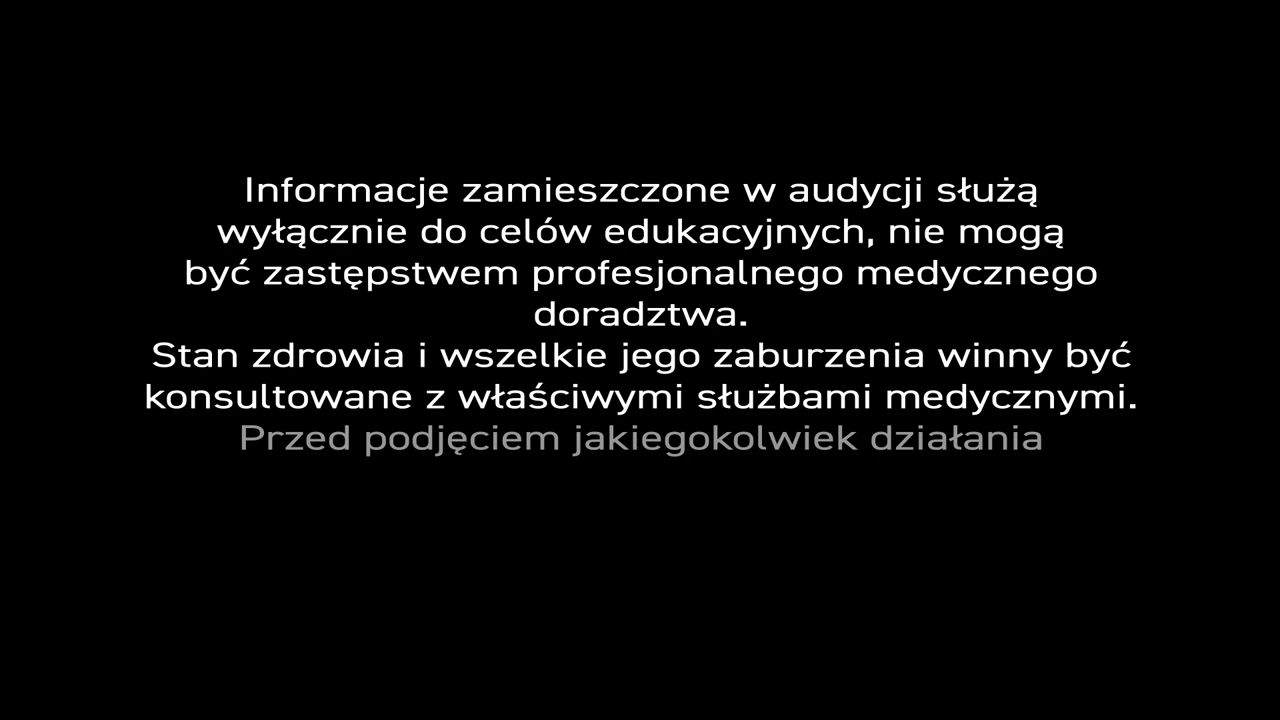 Informacje zamieszczone w audycji służą
wyłącznie do celów edukacyjnych, nie mogą
być zastępstwem profesjonalnego medycznego
doradztwa.
Stan zdrowia i wszelkie jego zaburzenia winny być
konsultowane z właściwymi służbami medycznymi.
Przed podjęciem jakiegokolwiek działania